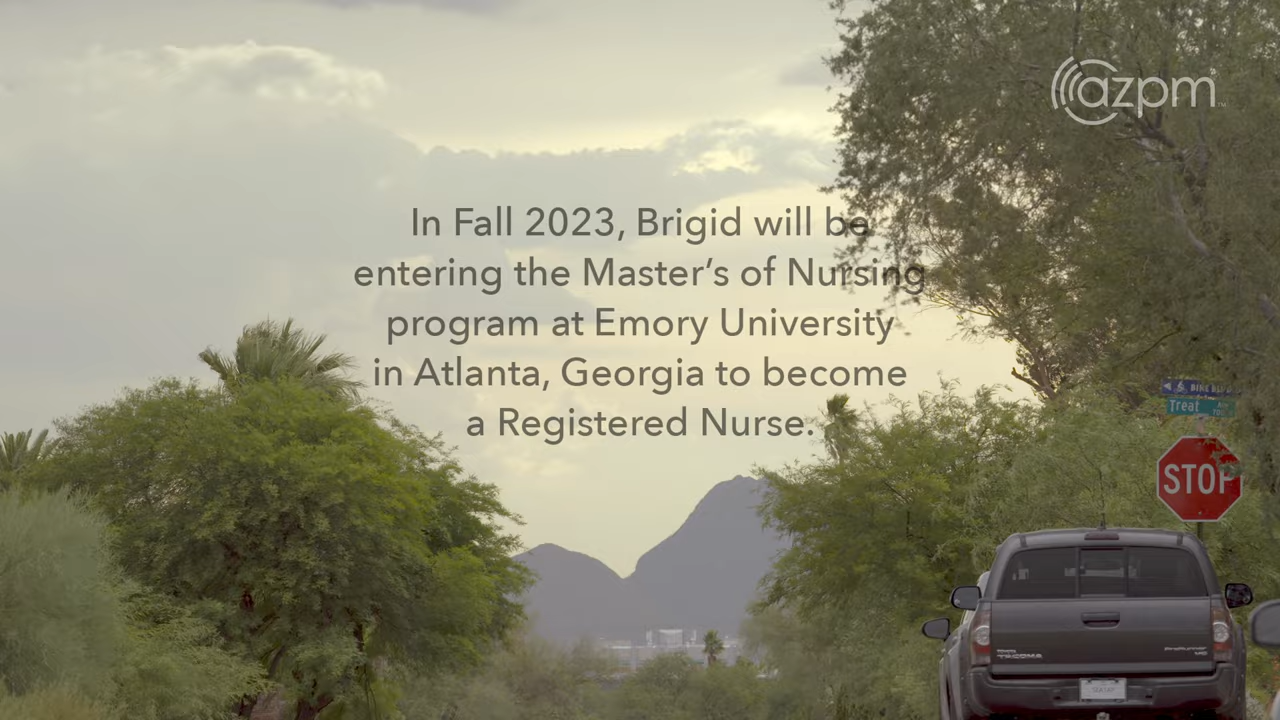 azpm
In Fall 2023, Brigid will be
entering the Master's of Nursing
program at Emory University
in Atlanta, Georgia to become
a Registered Nurse.
Treat
STOP
TACOMA